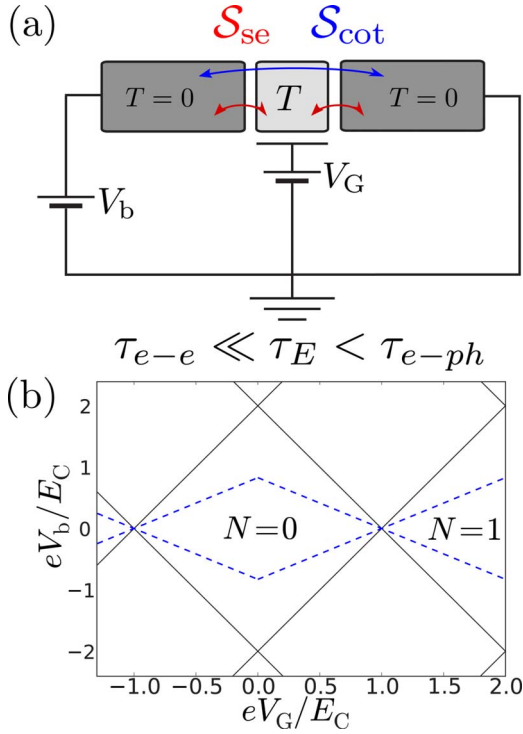 (a)
S_se S_cot
T = 0 T T = 0
V_b V_G
τ_{e−e} ≪ τ_E < τ_{e−ph}
(b)
eV_b/E_C
2
1
0
−1
−2
N=0 N=1
−1.0 −0.5 0.0 0.5 1.0 1.5 2.0
eV_G/E_C